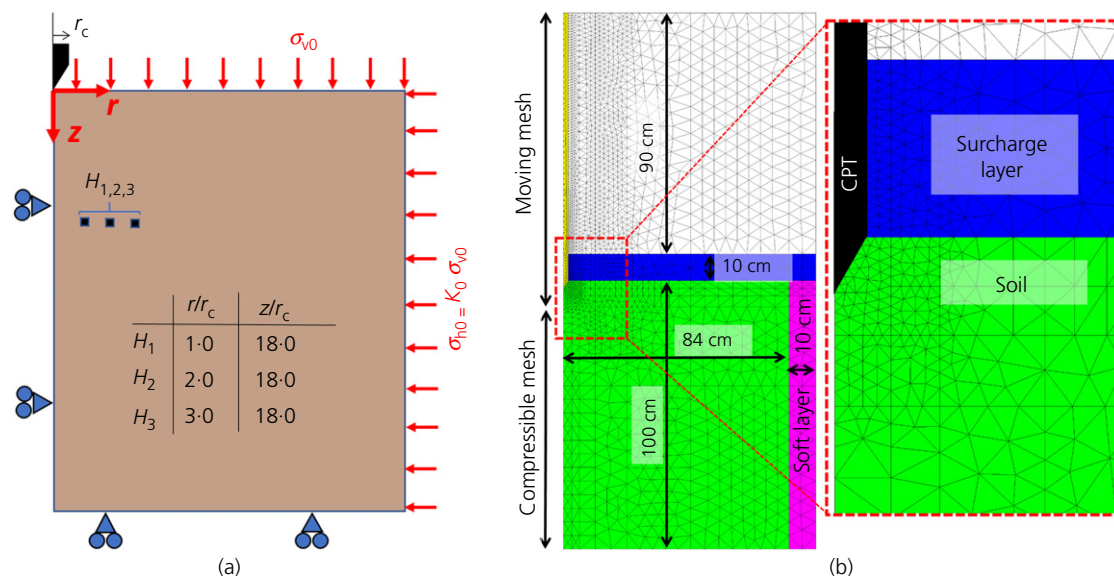 r_c
σ_v0
r
z
H_1,2,3
σ_h0 = K_0 σ_v0
r/r_c z/r_c
H_1 1·0 18·0
H_2 2·0 18·0
H_3 3·0 18·0
(a)
Moving mesh
Compressible mesh
90 cm
10 cm
84 cm
10 cm
100 cm
Soft layer
CPT
Surcharge
layer
Soil
(b)